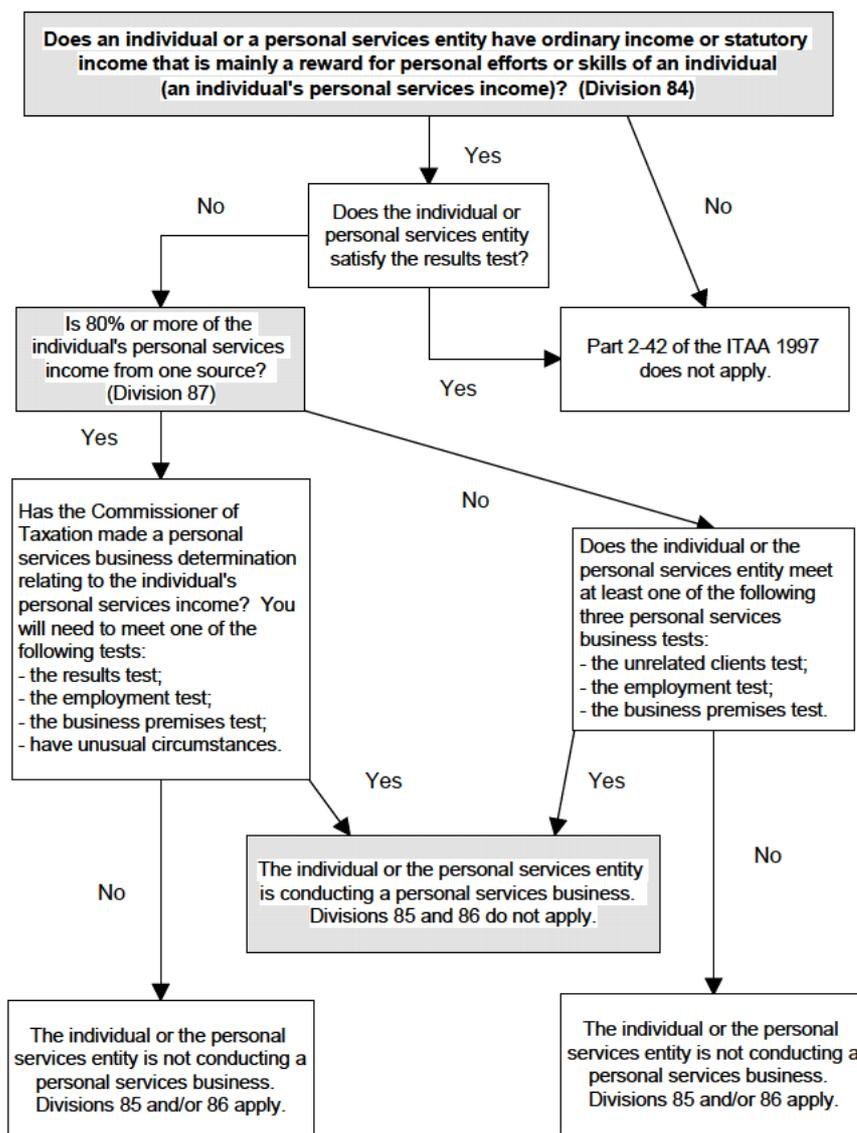 Does an individual or a personal services entity have ordinary income or statutory
income that is mainly a reward for personal efforts or skills of an individual
(an individual's personal services income)? (Division 84)
Yes
No
No
Does the individual or
personal services entity
satisfy the results test?
Is 80% or more of the
individual's personal services
income from one source?
(Division 87)
Yes
Part 2-42 of the ITAA 1997
does not apply.
Yes
No
Has the Commissioner of
Taxation made a personal
services business determination
relating to the individual's
personal services income? You
will need to meet one of the
following tests:
- the results test;
- the employment test;
- the business premises test;
- have unusual circumstances.
Does the individual or the
personal services entity meet
at least one of the following
three personal services
business tests:
- the unrelated clients test;
- the employment test;
- the business premises test.
Yes
Yes
No
No
The individual or the personal services entity
is conducting a personal services business.
Divisions 85 and 86 do not apply.
The individual or the personal
services entity is not conducting a
personal services business.
Divisions 85 and/or 86 apply.
The individual or the personal
services entity is not conducting a
personal services business.
Divisions 85 and/or 86 apply.